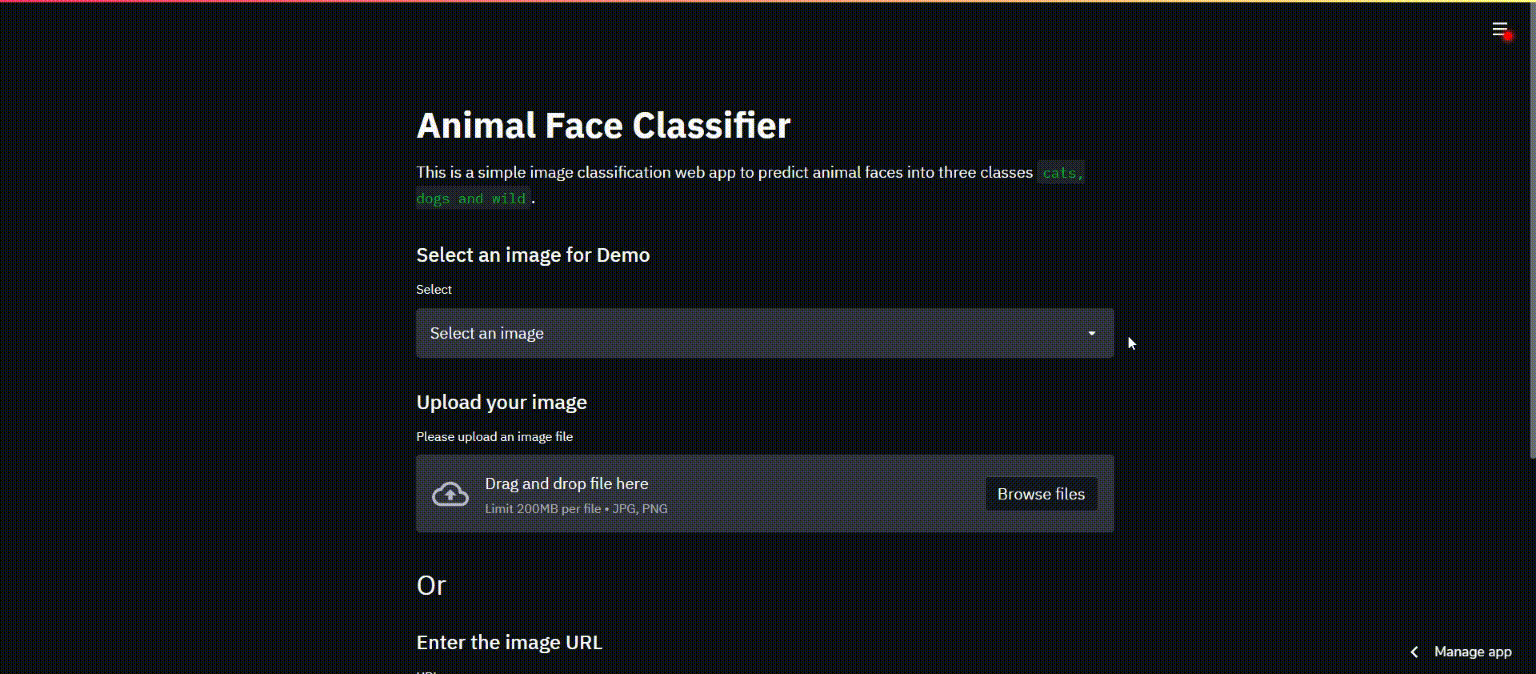 Animal Face Classifier
This is a simple image classification web app to predict animal faces into three classes cats,
dogs and wild.
Select an image for Demo
Select
Select an image
Upload your image
Please upload an image file
Drag and drop file here
Limit 200MB per file • JPG, PNG
Browse files
Or
Enter the image URL
Manage app